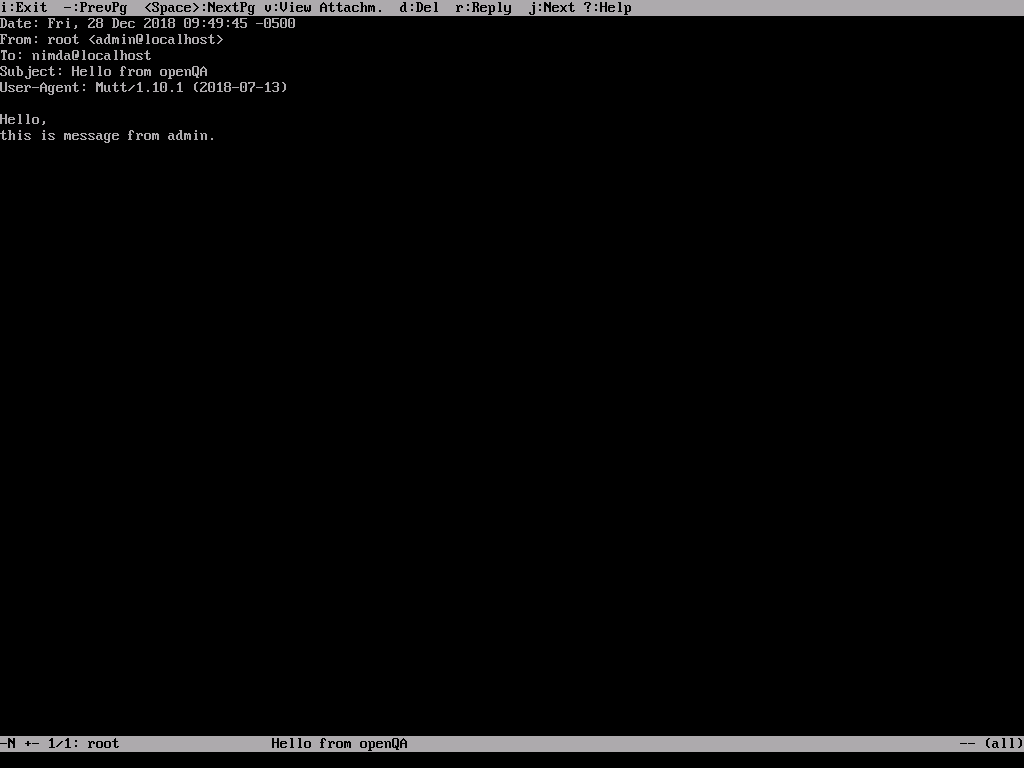 i:Exit  -:PrevPg  <Space>:NextPg v:View Attachm.  d:Del  r:Reply  j:Next ?:Help
Date: Fri, 28 Dec 2018 09:49:45 -0500
From: root <admin@localhost>
To: nimda@localhost
Subject: Hello from openQA
User-Agent: Mutt/1.10.1 (2018-07-13)

Hello,
this is message from admin.

-N +- 1/1: root                   Hello from openQA                                                                     -- (all)